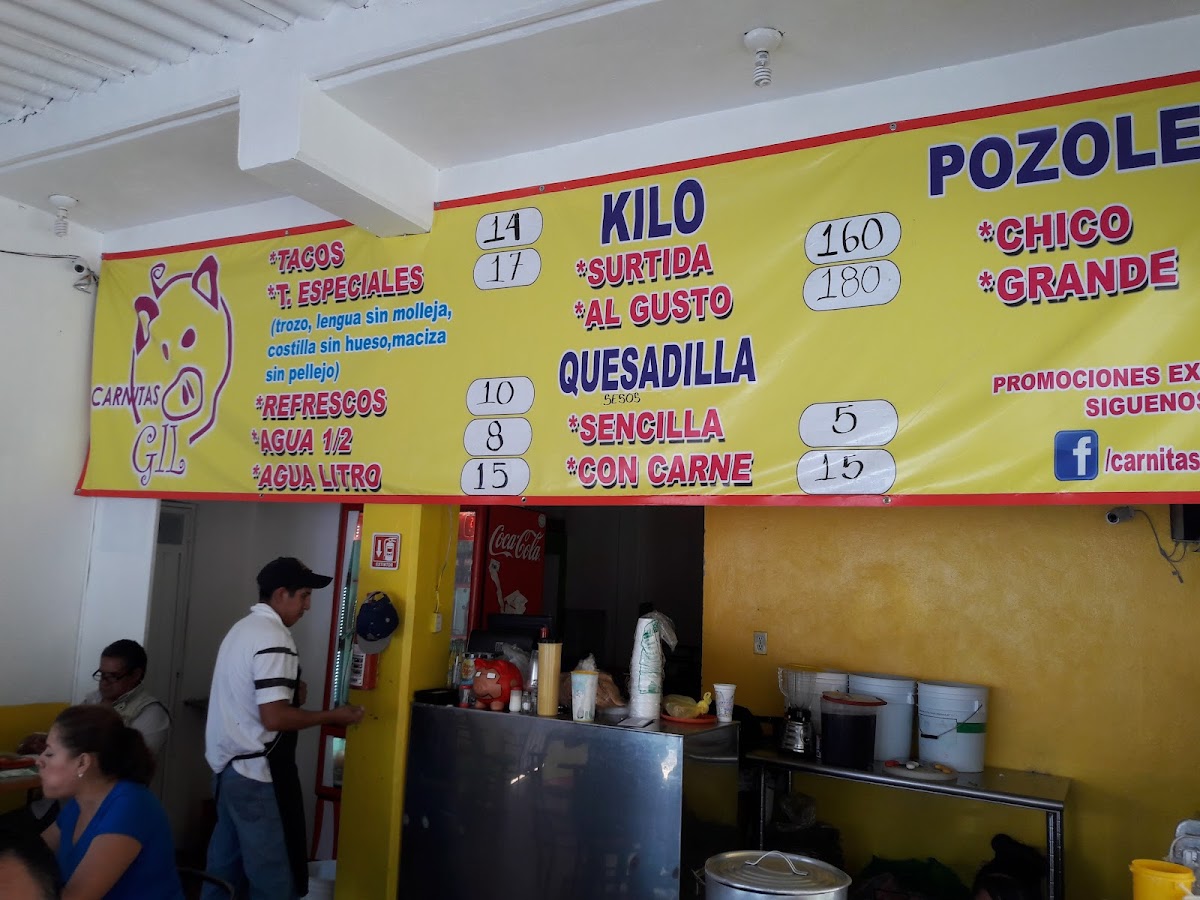 CARNITAS
GIL
*TACOS 14
*T. ESPECIALES 17
(trozo, lengua sin molleja,
costilla sin hueso,maciza
sin pellejo)
*REFRESCOS 10
*AGUA 1/2 8
*AGUA LITRO 15
KILO
*SURTIDA 160
*AL GUSTO 180
QUESADILLA
SESOS
*SENCILLA 5
*CON CARNE 15
POZOLE
*CHICO
*GRANDE
PROMOCIONES EX
SIGUENOS
f /carnitas
Coca-Cola
EXTINTOR